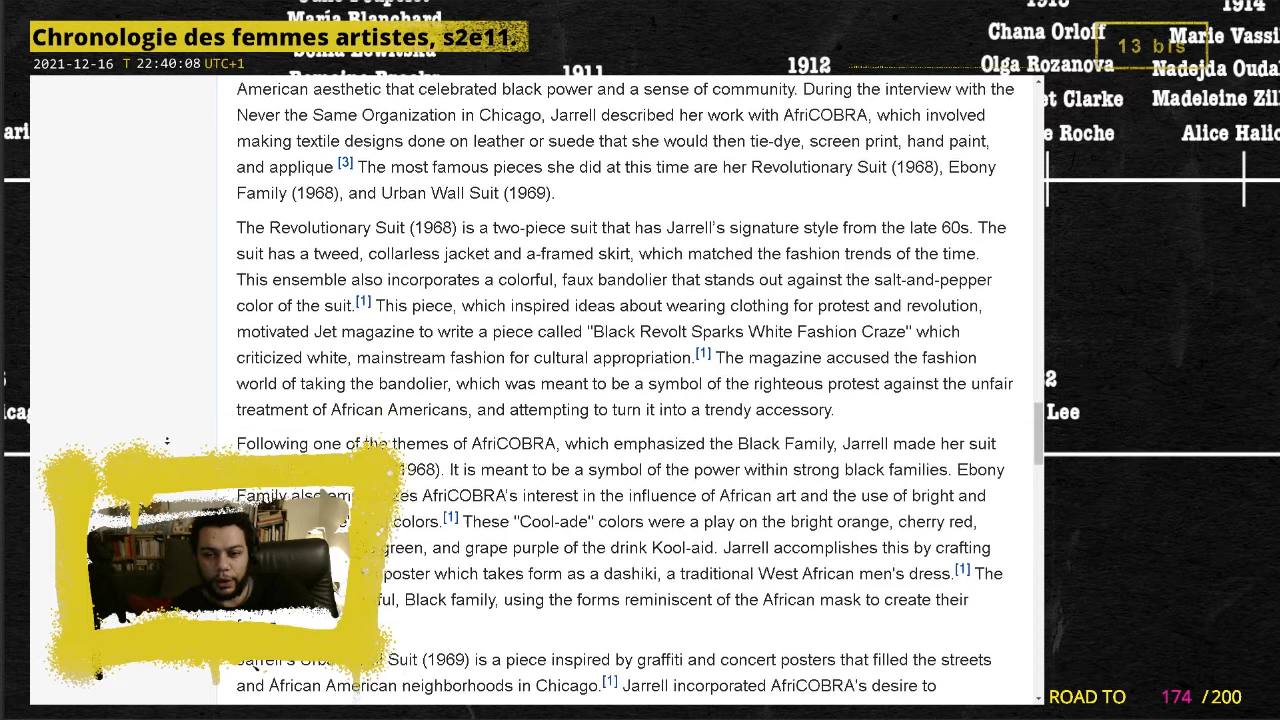 María Blanchard
1911
1912
1914
Chana Orloff
Olga Rozanova
Marie Vassil
Nadejda Ouda
Madeleine Zill
Alice Halic
et Clarke
e Roche
Lee
Chronologie des femmes artistes, s2e11.
2021-12-16 T 22:40:08 UTC+1
13 bis
American aesthetic that celebrated black power and a sense of community. During the interview with the
Never the Same Organization in Chicago, Jarrell described her work with AfriCOBRA, which involved
making textile designs done on leather or suede that she would then tie-dye, screen print, hand paint,
and applique [3] The most famous pieces she did at this time are her Revolutionary Suit (1968), Ebony
Family (1968), and Urban Wall Suit (1969).
The Revolutionary Suit (1968) is a two-piece suit that has Jarrell's signature style from the late 60s. The
suit has a tweed, collarless jacket and a-framed skirt, which matched the fashion trends of the time.
This ensemble also incorporates a colorful, faux bandolier that stands out against the salt-and-pepper
color of the suit.[1] This piece, which inspired ideas about wearing clothing for protest and revolution,
motivated Jet magazine to write a piece called "Black Revolt Sparks White Fashion Craze" which
criticized white, mainstream fashion for cultural appropriation.[1] The magazine accused the fashion
world of taking the bandolier, which was meant to be a symbol of the righteous protest against the unfair
treatment of African Americans, and attempting to turn it into a trendy accessory.
Following one of the themes of AfriCOBRA, which emphasized the Black Family, Jarrell made her suit
1968). It is meant to be a symbol of the power within strong black families. Ebony
Family also em es AfriCOBRA's interest in the influence of African art and the use of bright and
colors.[1] These "Cool-ade" colors were a play on the bright orange, cherry red,
green, and grape purple of the drink Kool-aid. Jarrell accomplishes this by crafting
poster which takes form as a dashiki, a traditional West African men's dress.[1] The
ful, Black family, using the forms reminiscent of the African mask to create their
Jarrell's Urb Suit (1969) is a piece inspired by graffiti and concert posters that filled the streets
and African American neighborhoods in Chicago.[1] Jarrell incorporated AfriCOBRA's desire to
ROAD TO 174 / 200